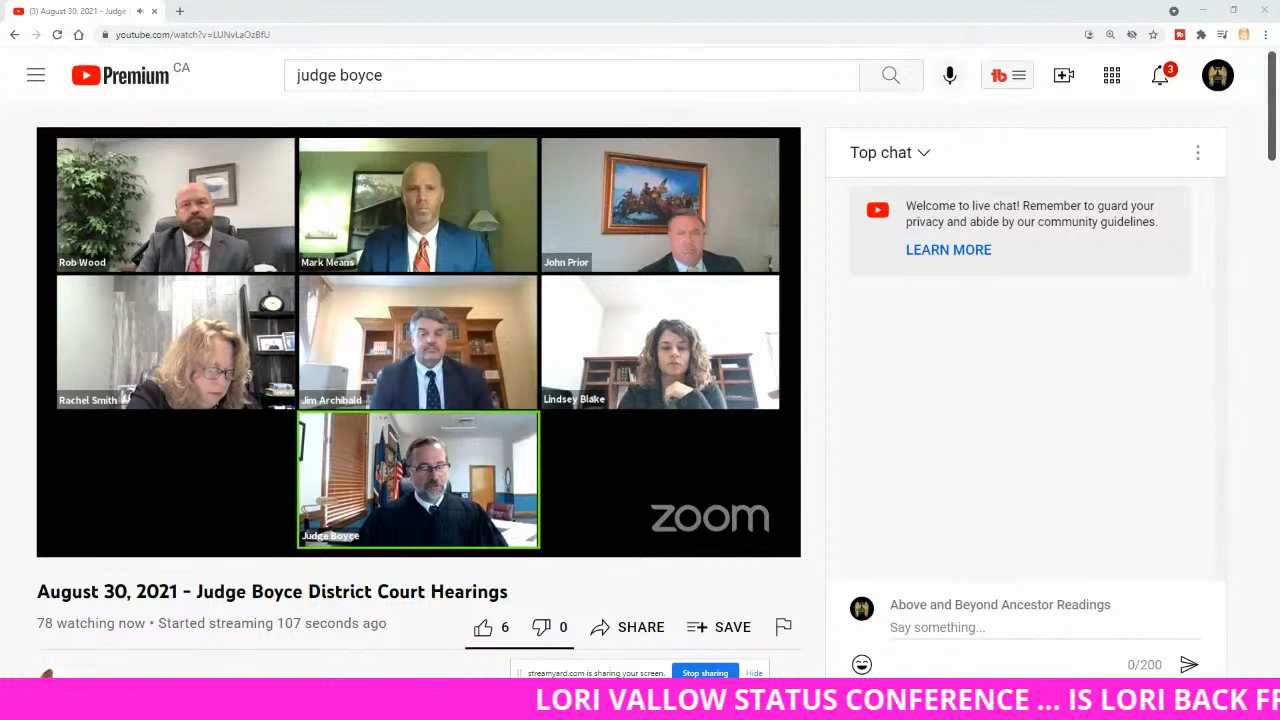 (3) August 30, 2021 - Judge
youtube.com/watch?v=LUNvLaOzBfU
Premium CA
judge boyce
3
Top chat
Welcome to live chat! Remember to guard your
privacy and abide by our community guidelines.
LEARN MORE
Rob Wood
Mark Means
John Prior
Rachel Smith
Jim Archibald
Lindsey Blake
Judge Boyce
zoom
August 30, 2021 - Judge Boyce District Court Hearings
78 watching now • Started streaming 107 seconds ago
6
0
SHARE
SAVE
Above and Beyond Ancestor Readings
Say something...
0/200
streamyard.com is sharing your screen.
Stop sharing
Hide
LORI VALLOW STATUS CONFERENCE ... IS LORI BACK FR